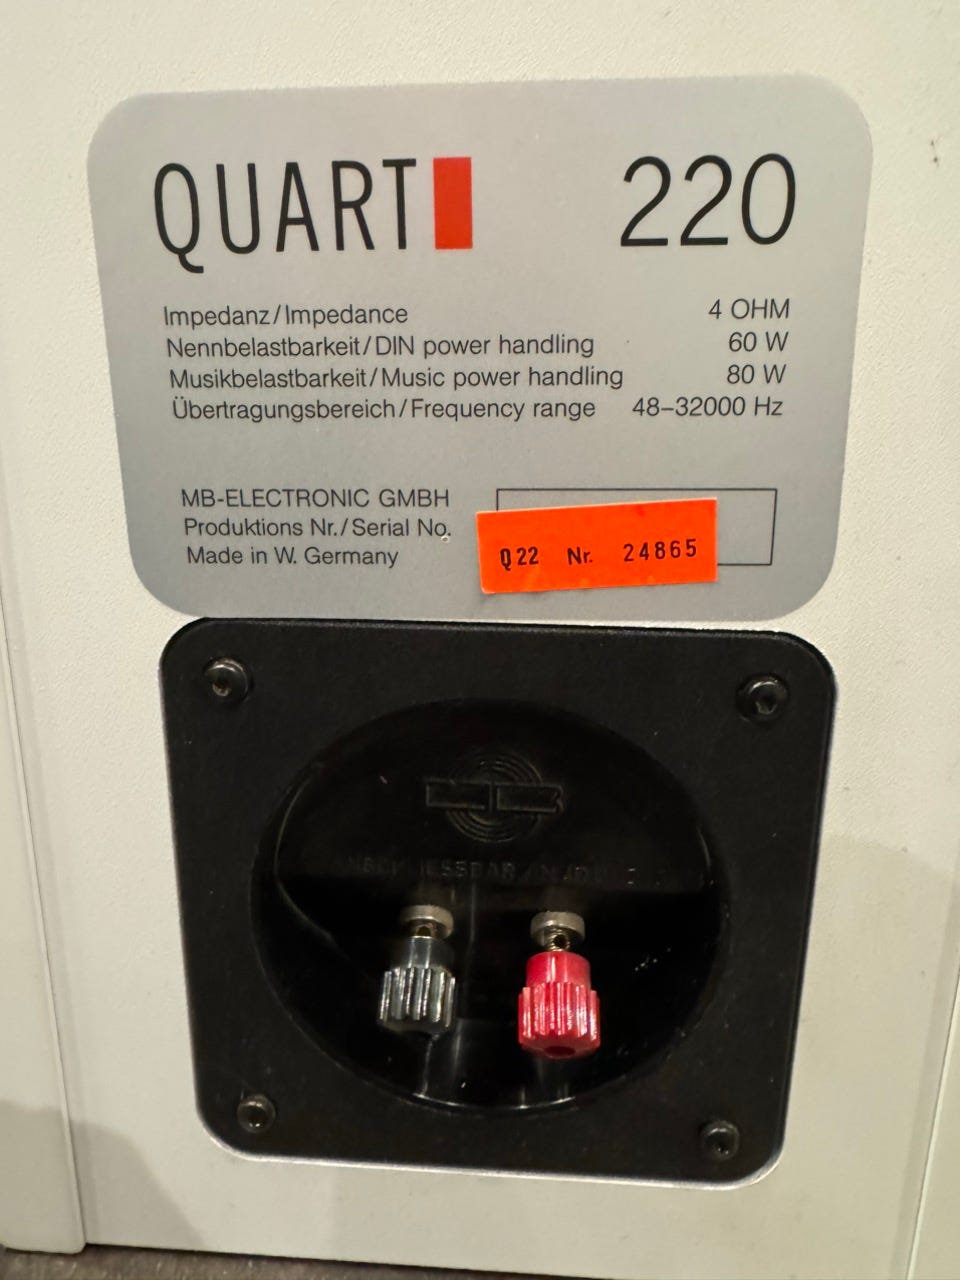 QUART 220
Impedanz/Impedance 4 OHM
Nennbelastbarkeit/DIN power handling 60 W
Musikbelastbarkeit/Music power handling 80 W
Übertragungsbereich/Frequency range 48–32000 Hz
MB-ELECTRONIC GMBH
Produktions Nr./Serial No.
Made in W. Germany
Q22 Nr. 24865
MB